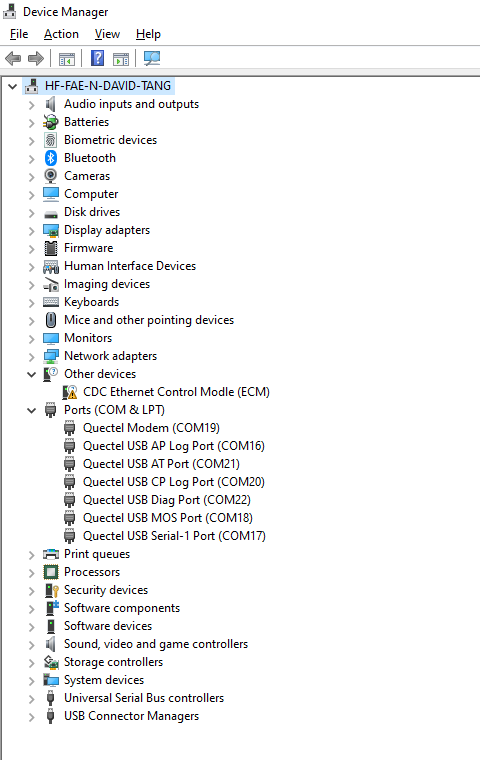 Device Manager
File Action View Help
HF-FAE-N-DAVID-TANG
Audio inputs and outputs
Batteries
Biometric devices
Bluetooth
Cameras
Computer
Disk drives
Display adapters
Firmware
Human Interface Devices
Imaging devices
Keyboards
Mice and other pointing devices
Monitors
Network adapters
Other devices
CDC Ethernet Control Modle (ECM)
Ports (COM & LPT)
Quectel Modem (COM19)
Quectel USB AP Log Port (COM16)
Quectel USB AT Port (COM21)
Quectel USB CP Log Port (COM20)
Quectel USB Diag Port (COM22)
Quectel USB MOS Port (COM18)
Quectel USB Serial-1 Port (COM17)
Print queues
Processors
Security devices
Software components
Software devices
Sound, video and game controllers
Storage controllers
System devices
Universal Serial Bus controllers
USB Connector Managers